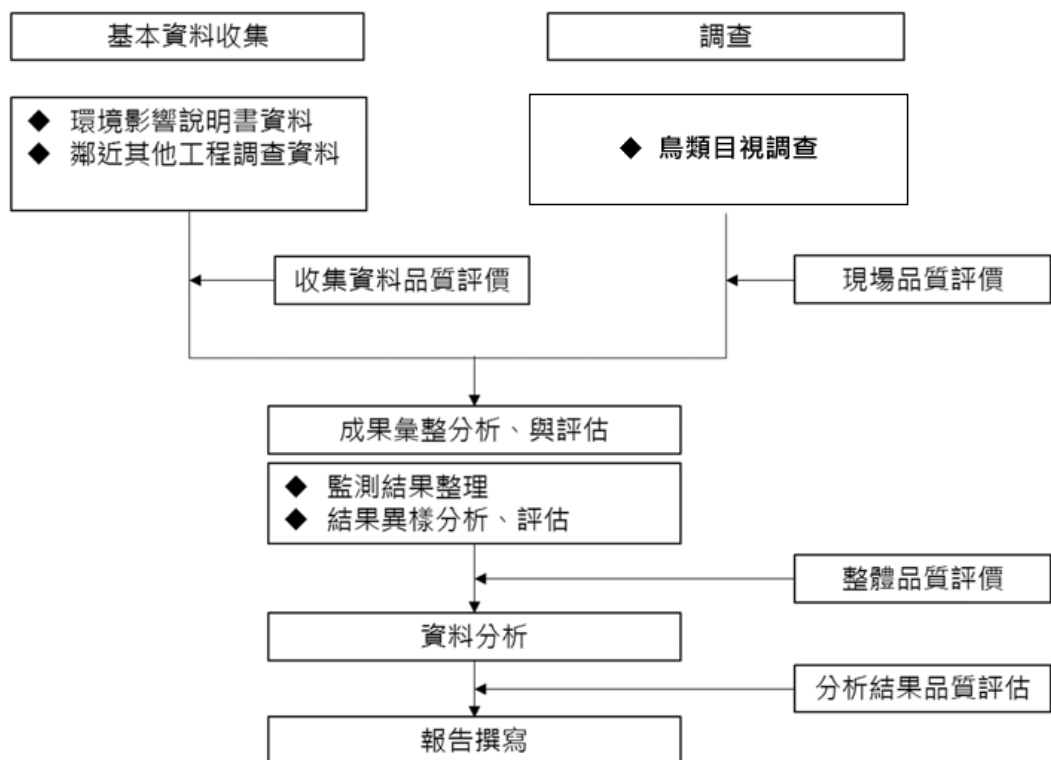 基本資料收集
調查
◆ 環境影響說明書資料
◆ 鄰近其他工程調查資料
◆ 鳥類目視調查
收集資料品質評價
現場品質評價
成果彙整分析、與評估
◆ 監測結果整理
◆ 結果異樣分析、評估
整體品質評價
資料分析
分析結果品質評估
報告撰寫